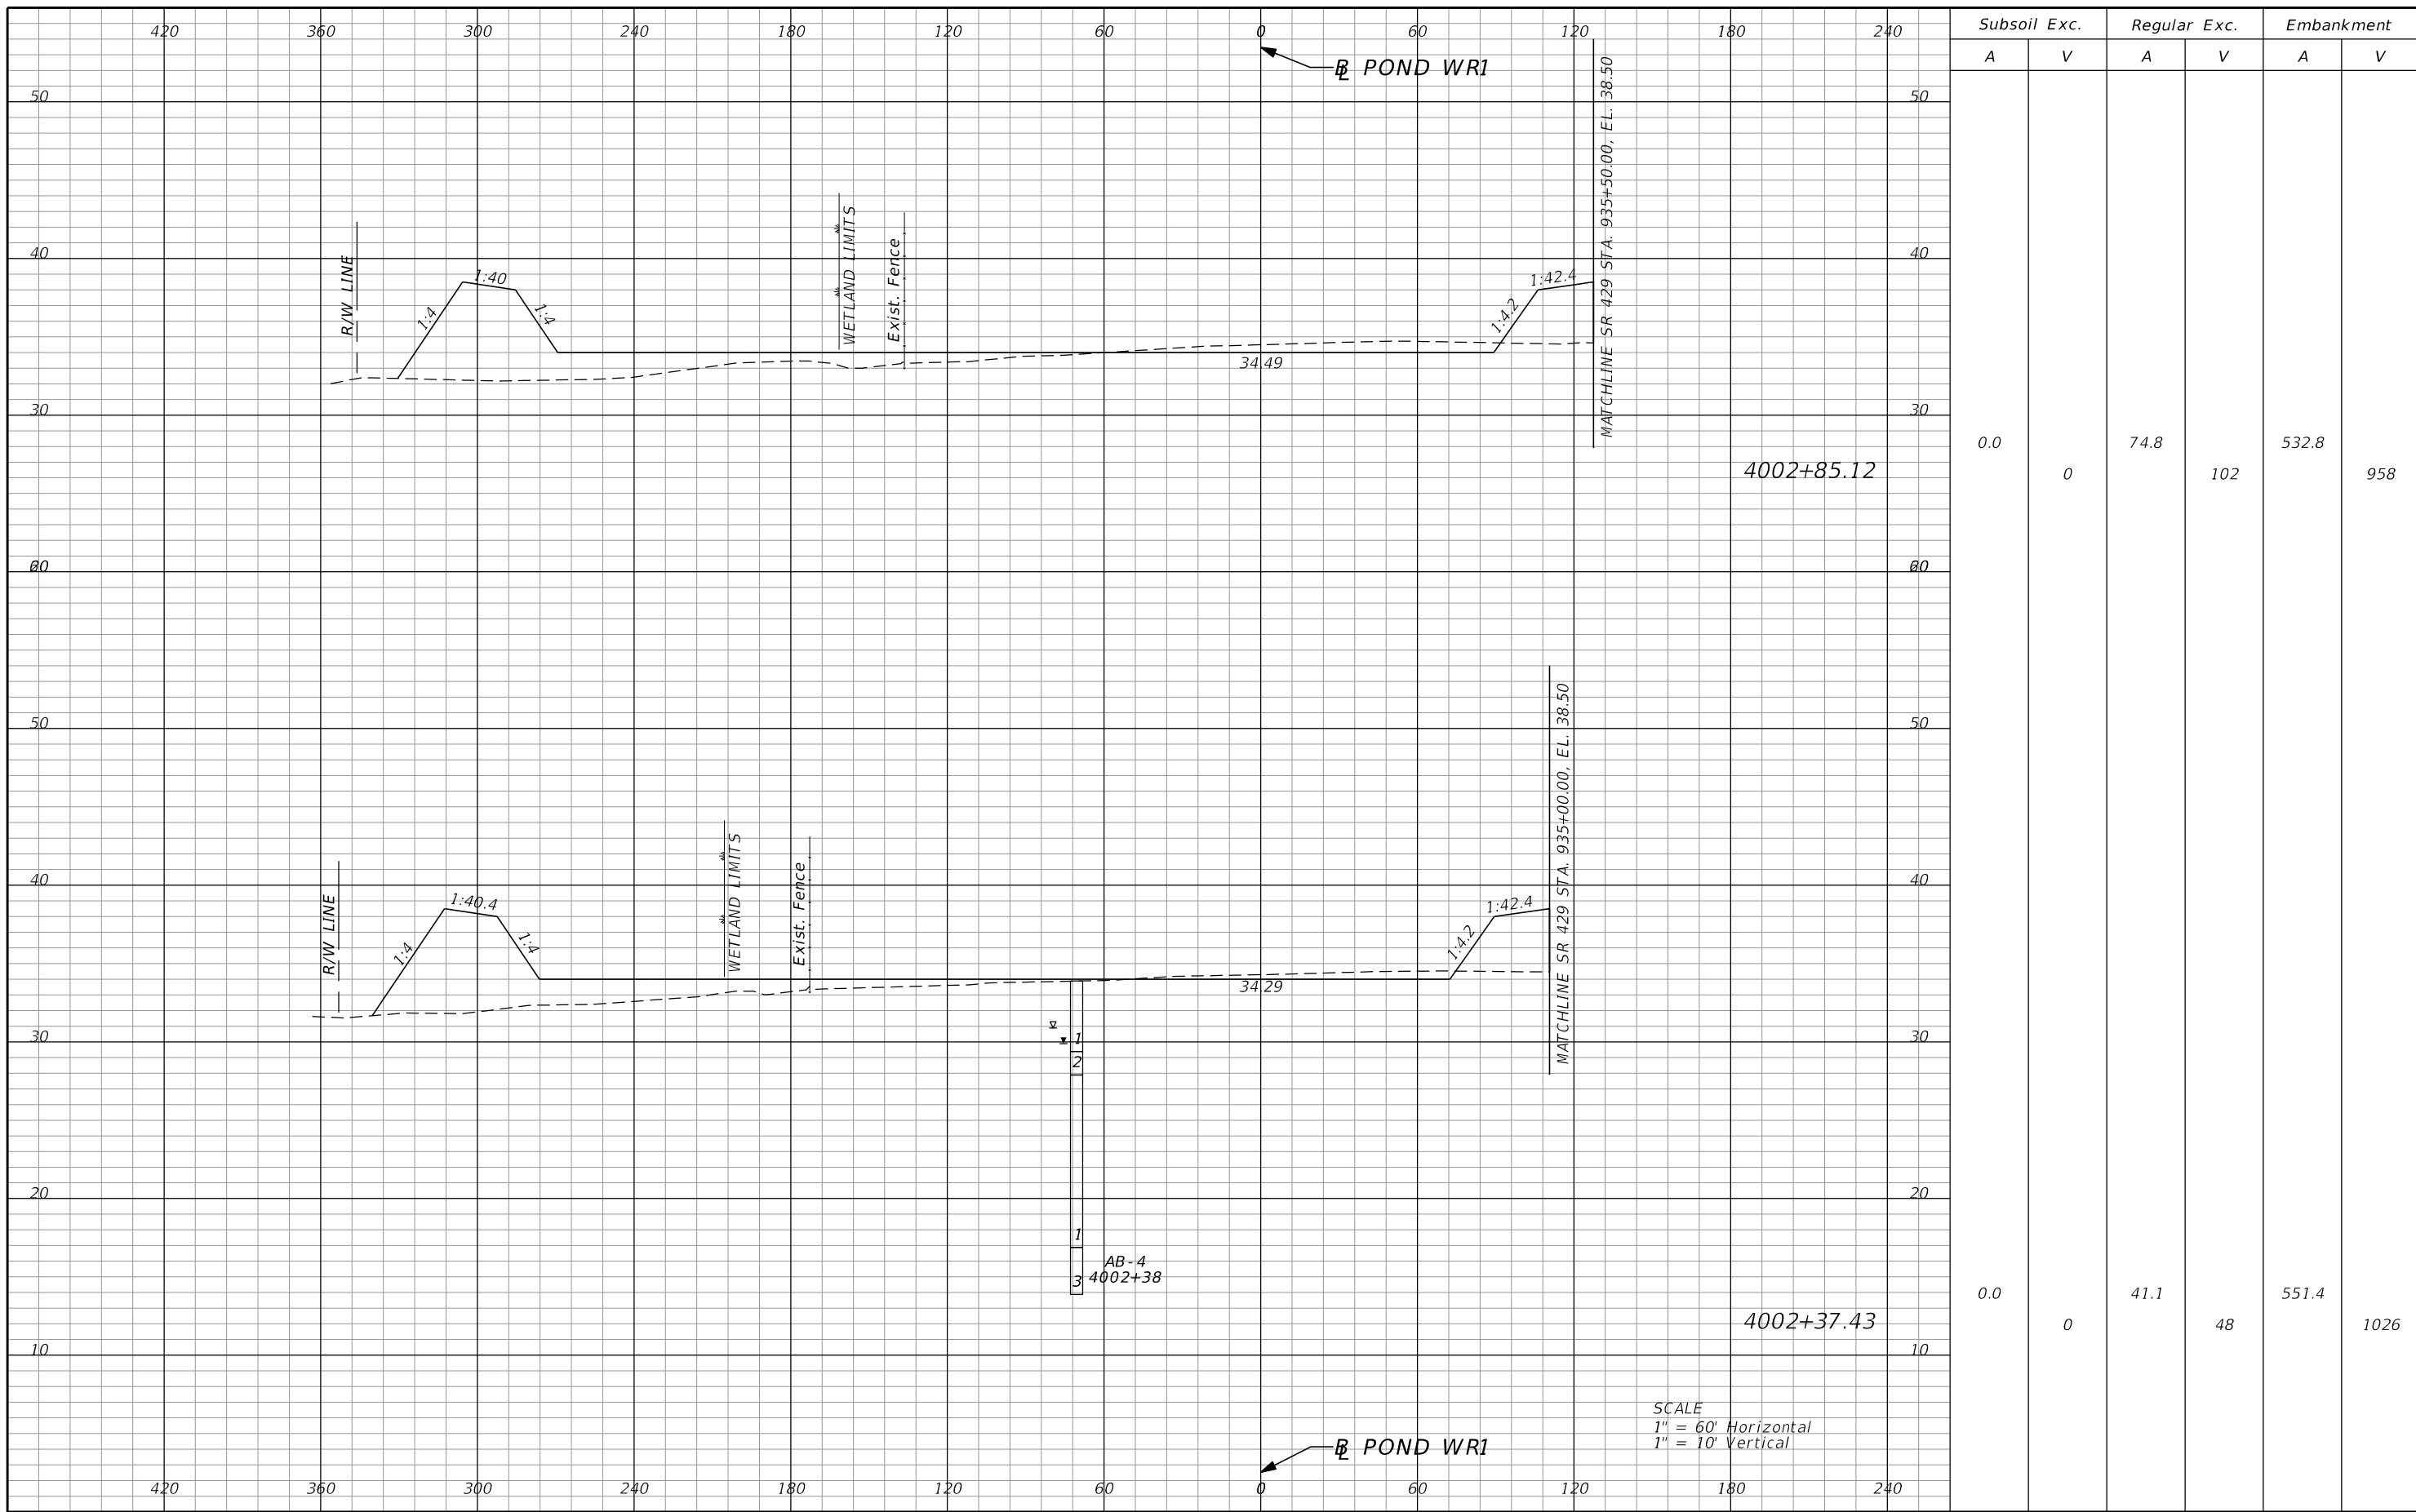 420 360 300 240 180 120 60 0 60 120 180 240
Subsoil Exc. Regular Exc. Embankment
A V A V A V
BL POND WR1
50 50
MATCHLINE SR 429 STA. 935+50.00, EL. 38.50
WETLAND LIMITS
Exist. Fence
R/W LINE
40 40
1:4
1:40
1:4
1:4.2
1:42.4
34.49
30 30
0.0 74.8 532.8
4002+85.12
0 102 958
20 20
60 60
50 50
MATCHLINE SR 429 STA. 935+00.00, EL. 38.50
WETLAND LIMITS
Exist. Fence
R/W LINE
40 40
1:4
1:40.4
1:4
1:4.2
1:42.4
34.29
30 30
1
2
20 20
1
3
AB-4
4002+38
0.0 41.1 551.4
4002+37.43
0 48 1026
10 10
SCALE
1" = 60' Horizontal
1" = 10' Vertical
BL POND WR1
420 360 300 240 180 120 60 0 60 120 180 240